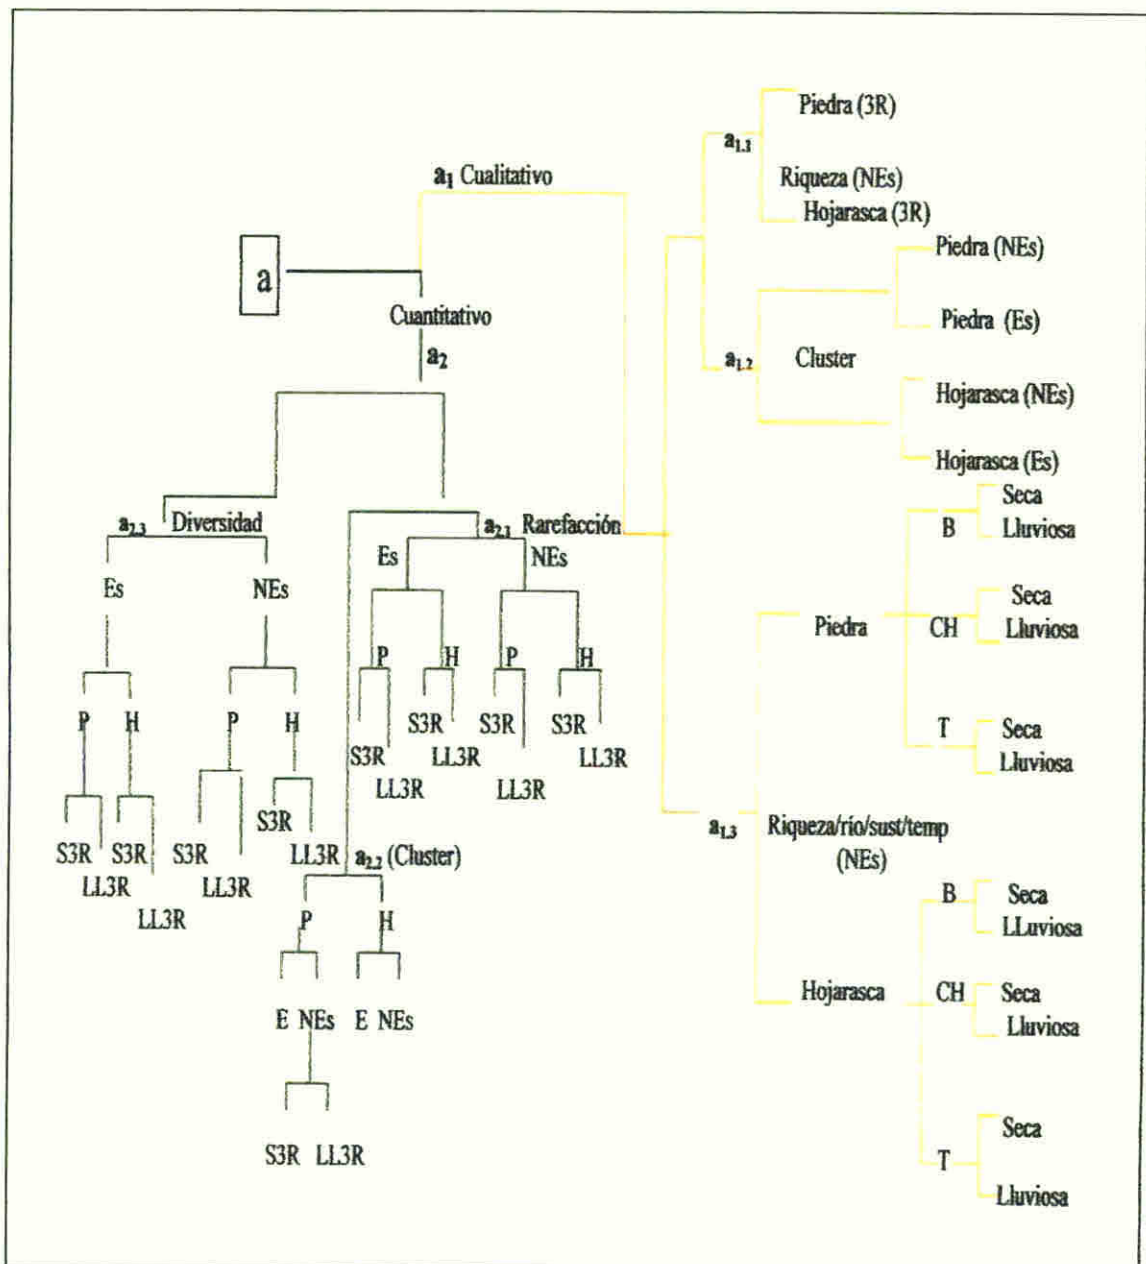 a
a1 Cualitativo
Cuantitativo
a2
a1.1
Piedra (3R)
Riqueza (NEs)
Hojarasca (3R)
a1.2
Cluster
Piedra (NEs)
Piedra (Es)
Hojarasca (NEs)
Hojarasca (Es)
a1.3
Riqueza/río/sust/temp
(NEs)
Piedra
B
Seca
Lluviosa
CH
Seca
Lluviosa
T
Seca
Lluviosa
Hojarasca
B
Seca
LLuviosa
CH
Seca
Lluviosa
T
Seca
Lluviosa
a2.3 Diversidad
Es NEs
P H P H
S3R S3R S3R S3R
LL3R LL3R LL3R LL3R
a2.1 Rarefacción
Es NEs
P H P H
S3R S3R S3R S3R
LL3R LL3R LL3R LL3R
a2.2 (Cluster)
P H
E NEs E NEs
S3R LL3R